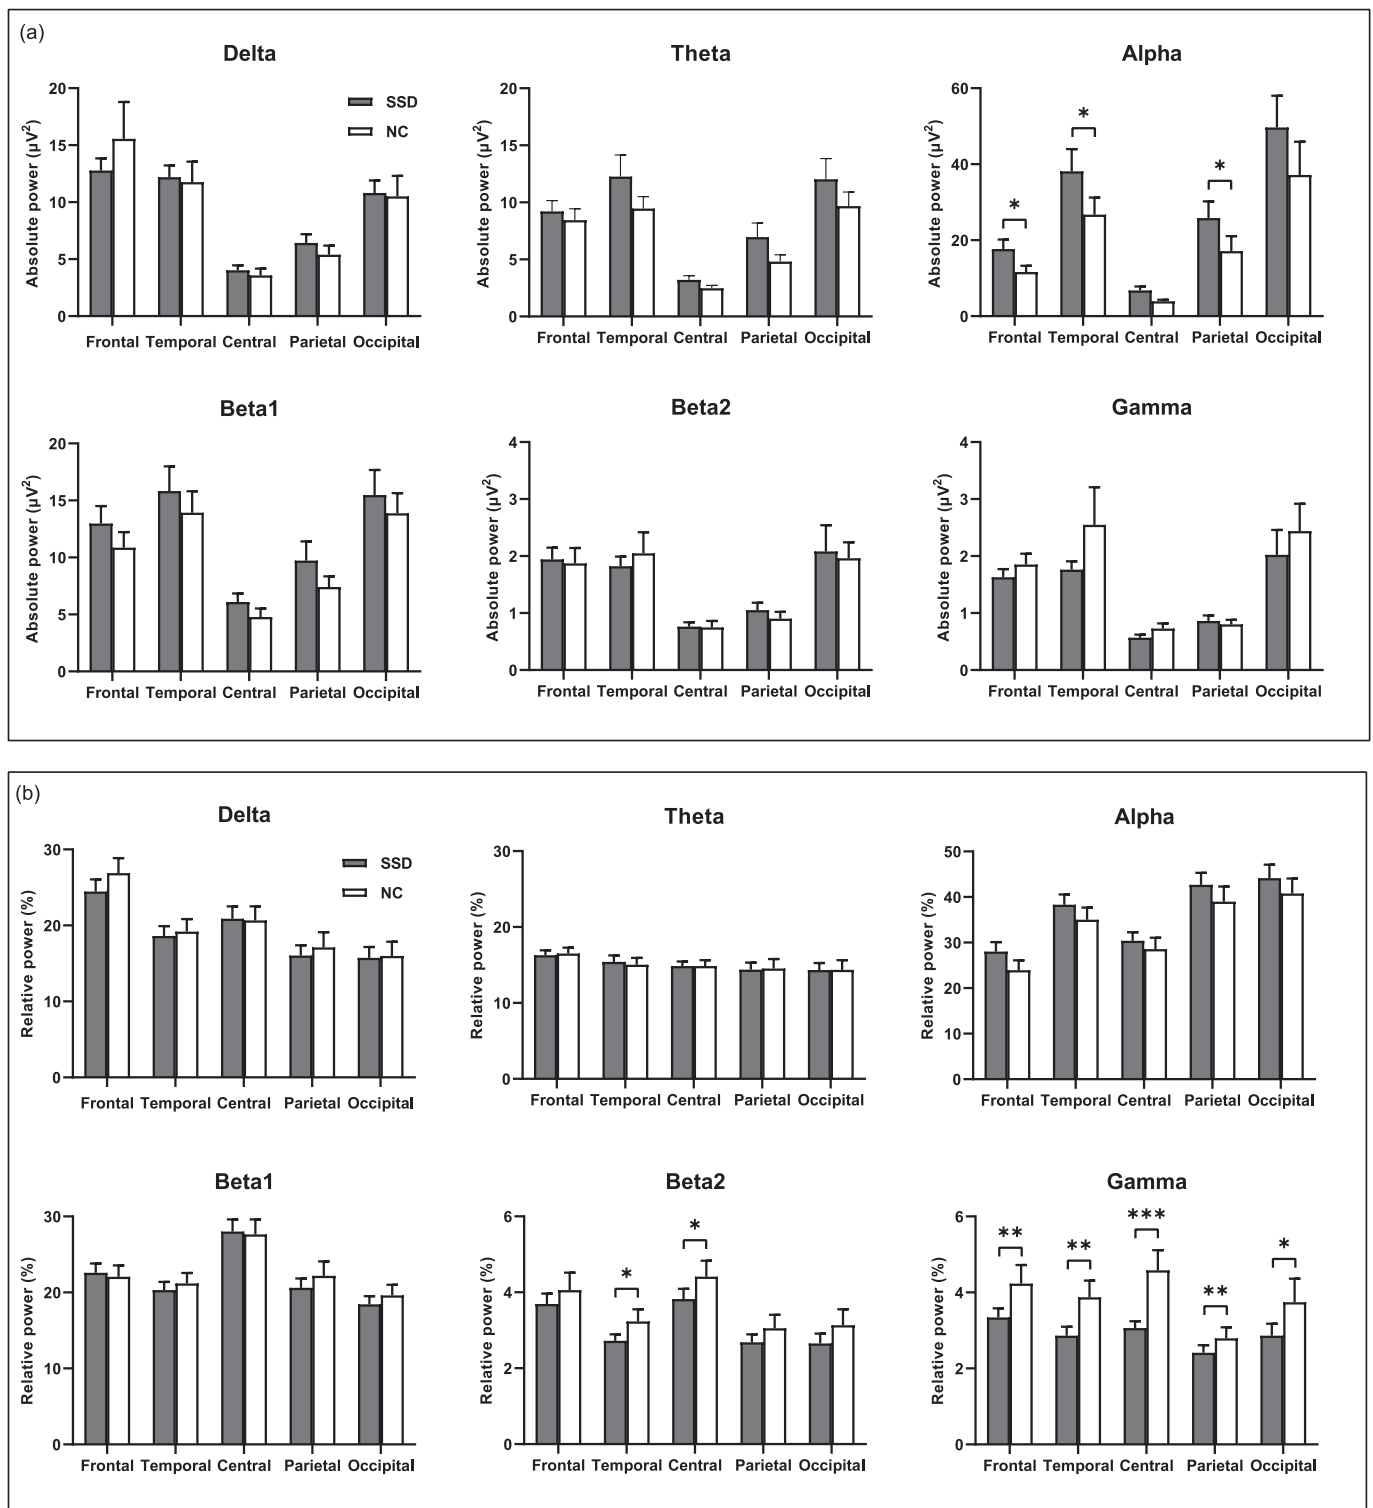 (a)
Delta
Theta
Alpha
Absolute power (µV²)
20
15
10
5
0
SSD
NC
Frontal Temporal Central Parietal Occipital
Absolute power (µV²)
20
15
10
5
0
Frontal Temporal Central Parietal Occipital
Absolute power (µV²)
60
40
20
0
*
*
*
Frontal Temporal Central Parietal Occipital
Beta1
Beta2
Gamma
Absolute power (µV²)
20
15
10
5
0
Frontal Temporal Central Parietal Occipital
Absolute power (µV²)
4
3
2
1
0
Frontal Temporal Central Parietal Occipital
Absolute power (µV²)
4
3
2
1
0
Frontal Temporal Central Parietal Occipital
(b)
Delta
Theta
Alpha
Relative power (%)
30
20
10
0
SSD
NC
Frontal Temporal Central Parietal Occipital
Relative power (%)
30
20
10
0
Frontal Temporal Central Parietal Occipital
Relative power (%)
50
40
30
20
10
0
Frontal Temporal Central Parietal Occipital
Beta1
Beta2
Gamma
Relative power (%)
30
20
10
0
Frontal Temporal Central Parietal Occipital
Relative power (%)
6
4
2
0
*
*
Frontal Temporal Central Parietal Occipital
Relative power (%)
6
4
2
0
**
**
***
**
*
Frontal Temporal Central Parietal Occipital